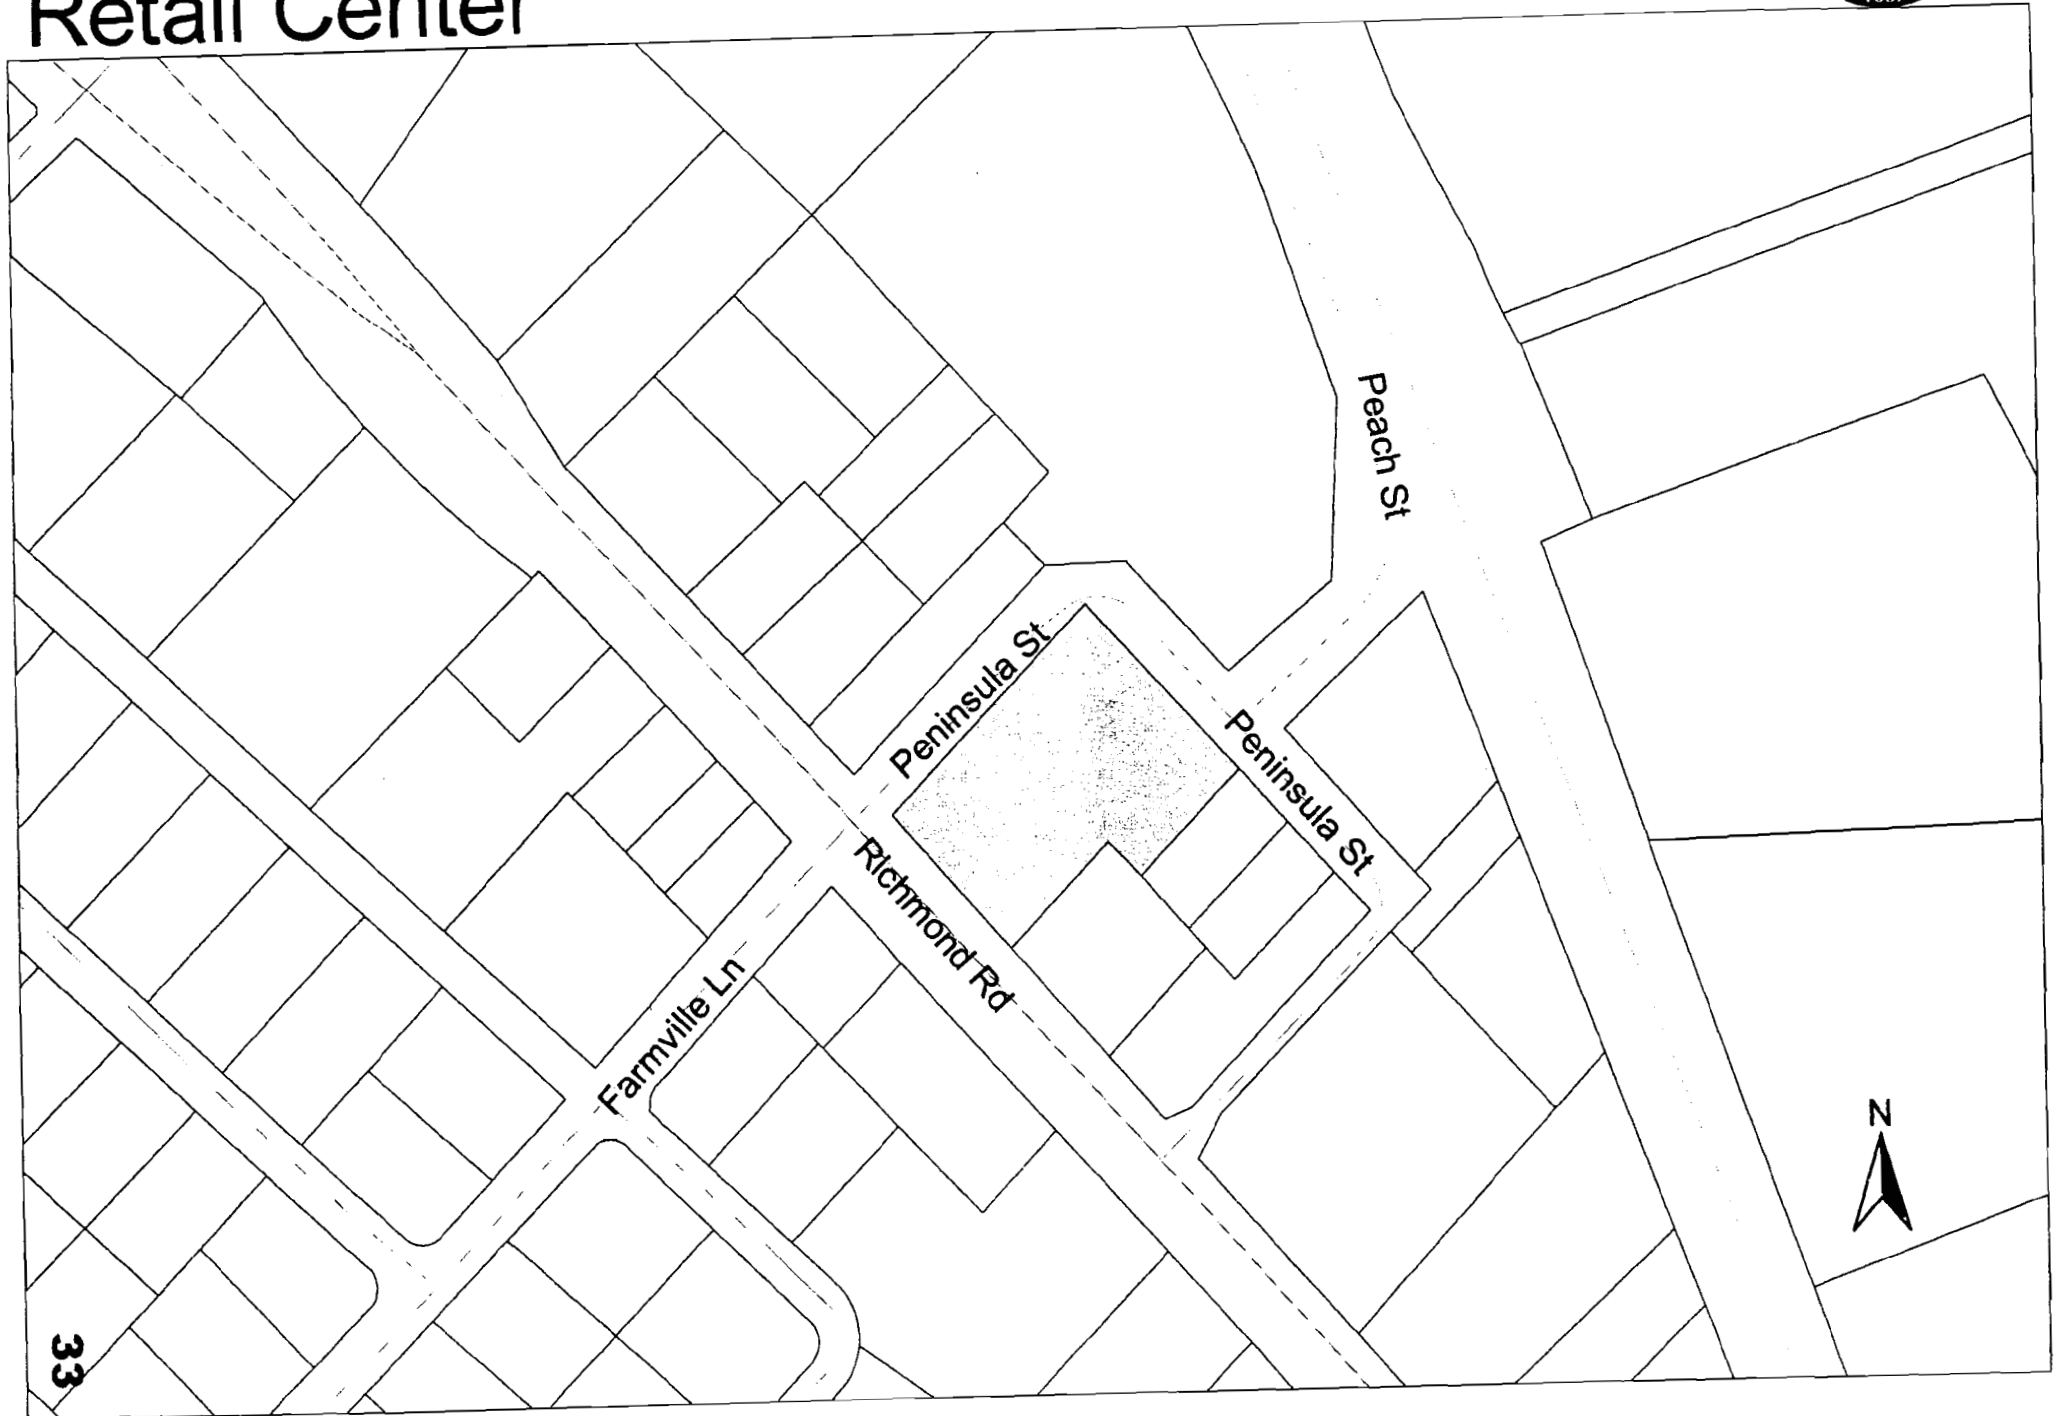 Retail Center
Peach St
Peninsula St
Peninsula St
Richmond Rd
Farmville Ln
N
33